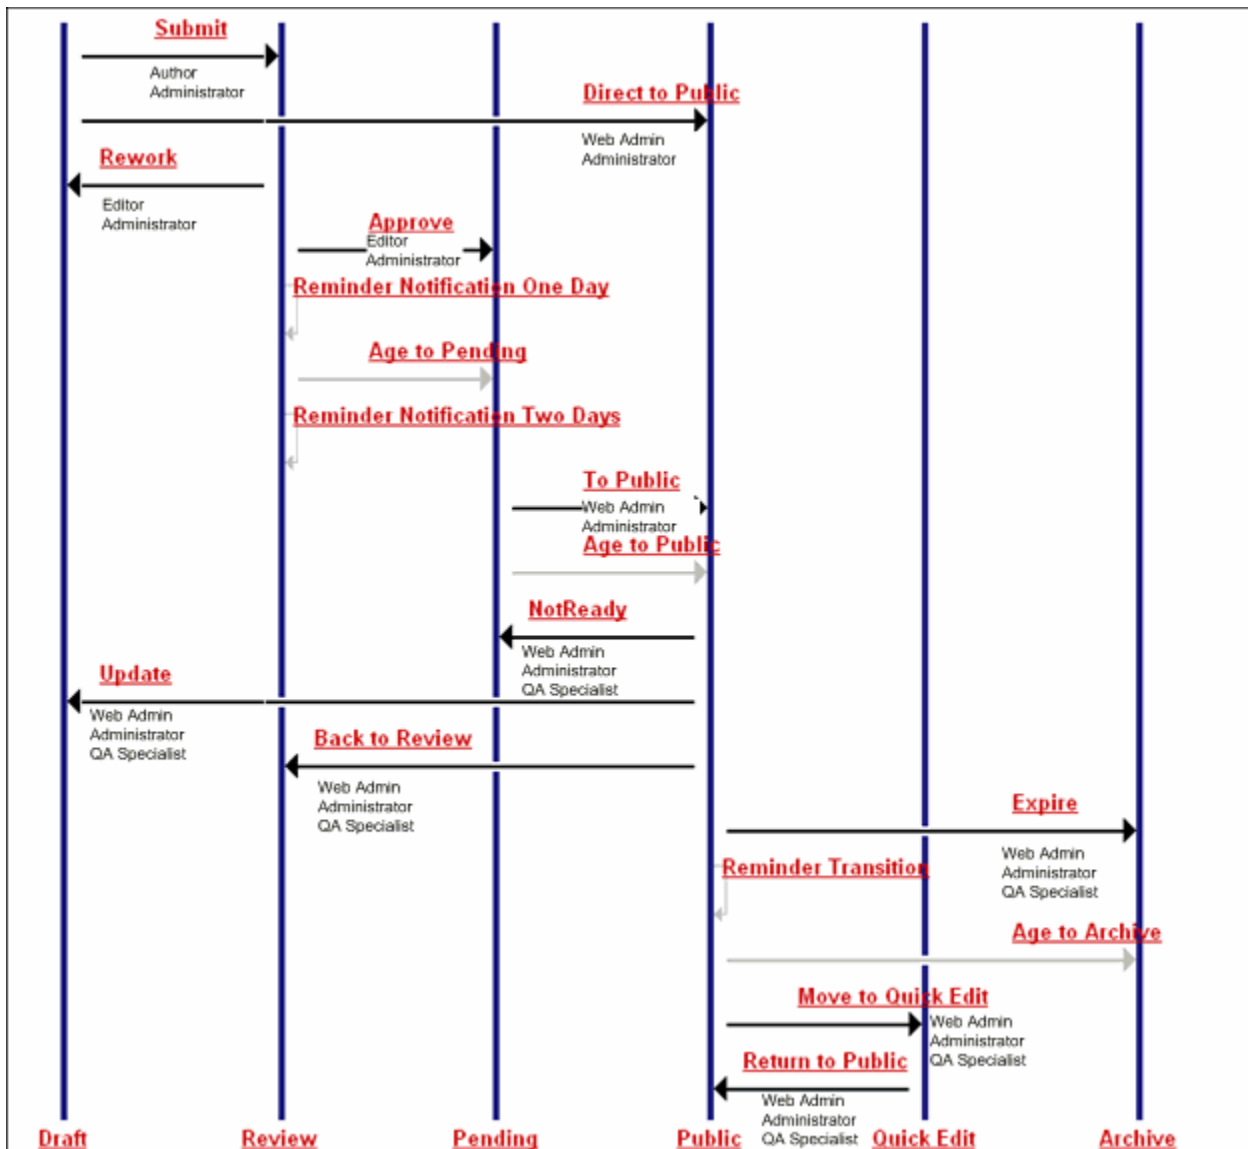 Submit
Author
Administrator
Direct to Public
Web Admin
Administrator
Rework
Editor
Administrator
Approve
Editor
Administrator
Reminder Notification One Day
Age to Pending
Reminder Notification Two Days
To Public
Web Admin
Administrator
Age to Public
NotReady
Web Admin
Administrator
QA Specialist
Update
Web Admin
Administrator
QA Specialist
Back to Review
Web Admin
Administrator
QA Specialist
Expire
Web Admin
Administrator
QA Specialist
Reminder Transition
Age to Archive
Move to Quick Edit
Web Admin
Administrator
QA Specialist
Return to Public
Web Admin
Administrator
QA Specialist
Draft Review Pending Public Quick Edit Archive